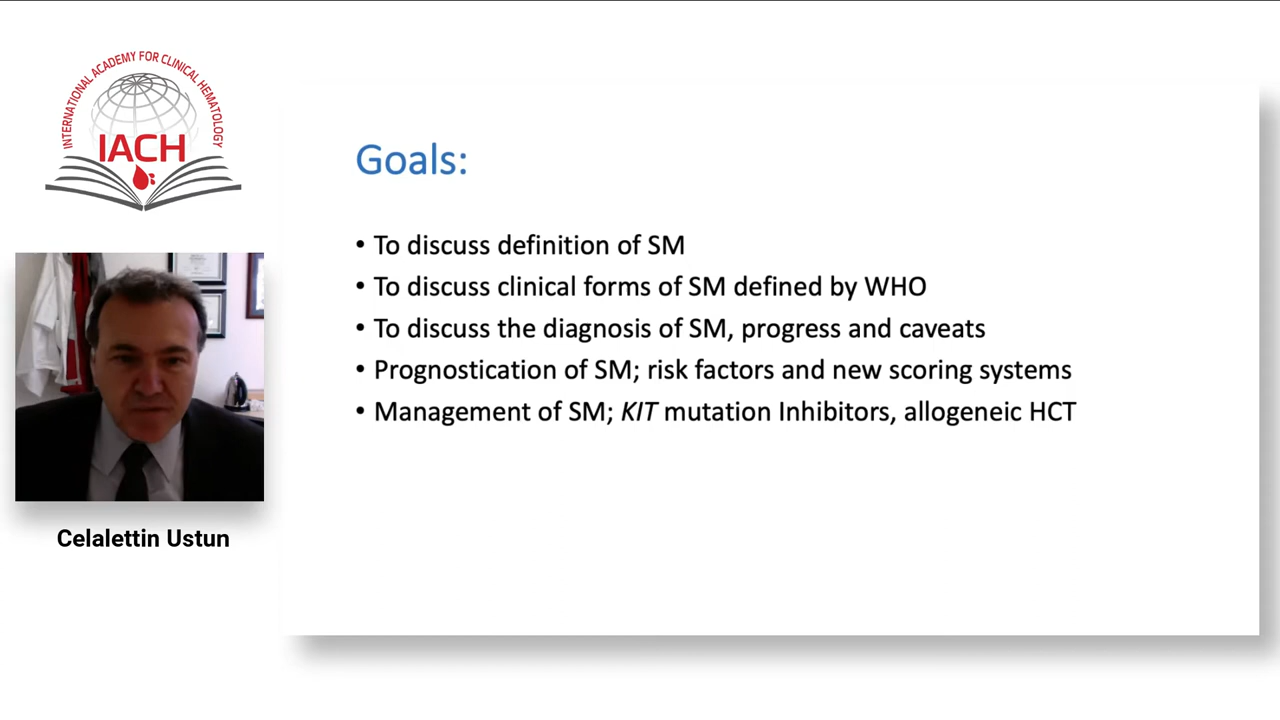 INTERNATIONAL ACADEMY FOR CLINICAL HEMATOLOGY
IACH
Celalettin Ustun
Goals:
• To discuss definition of SM
• To discuss clinical forms of SM defined by WHO
• To discuss the diagnosis of SM, progress and caveats
• Prognostication of SM; risk factors and new scoring systems
• Management of SM; KIT mutation Inhibitors, allogeneic HCT